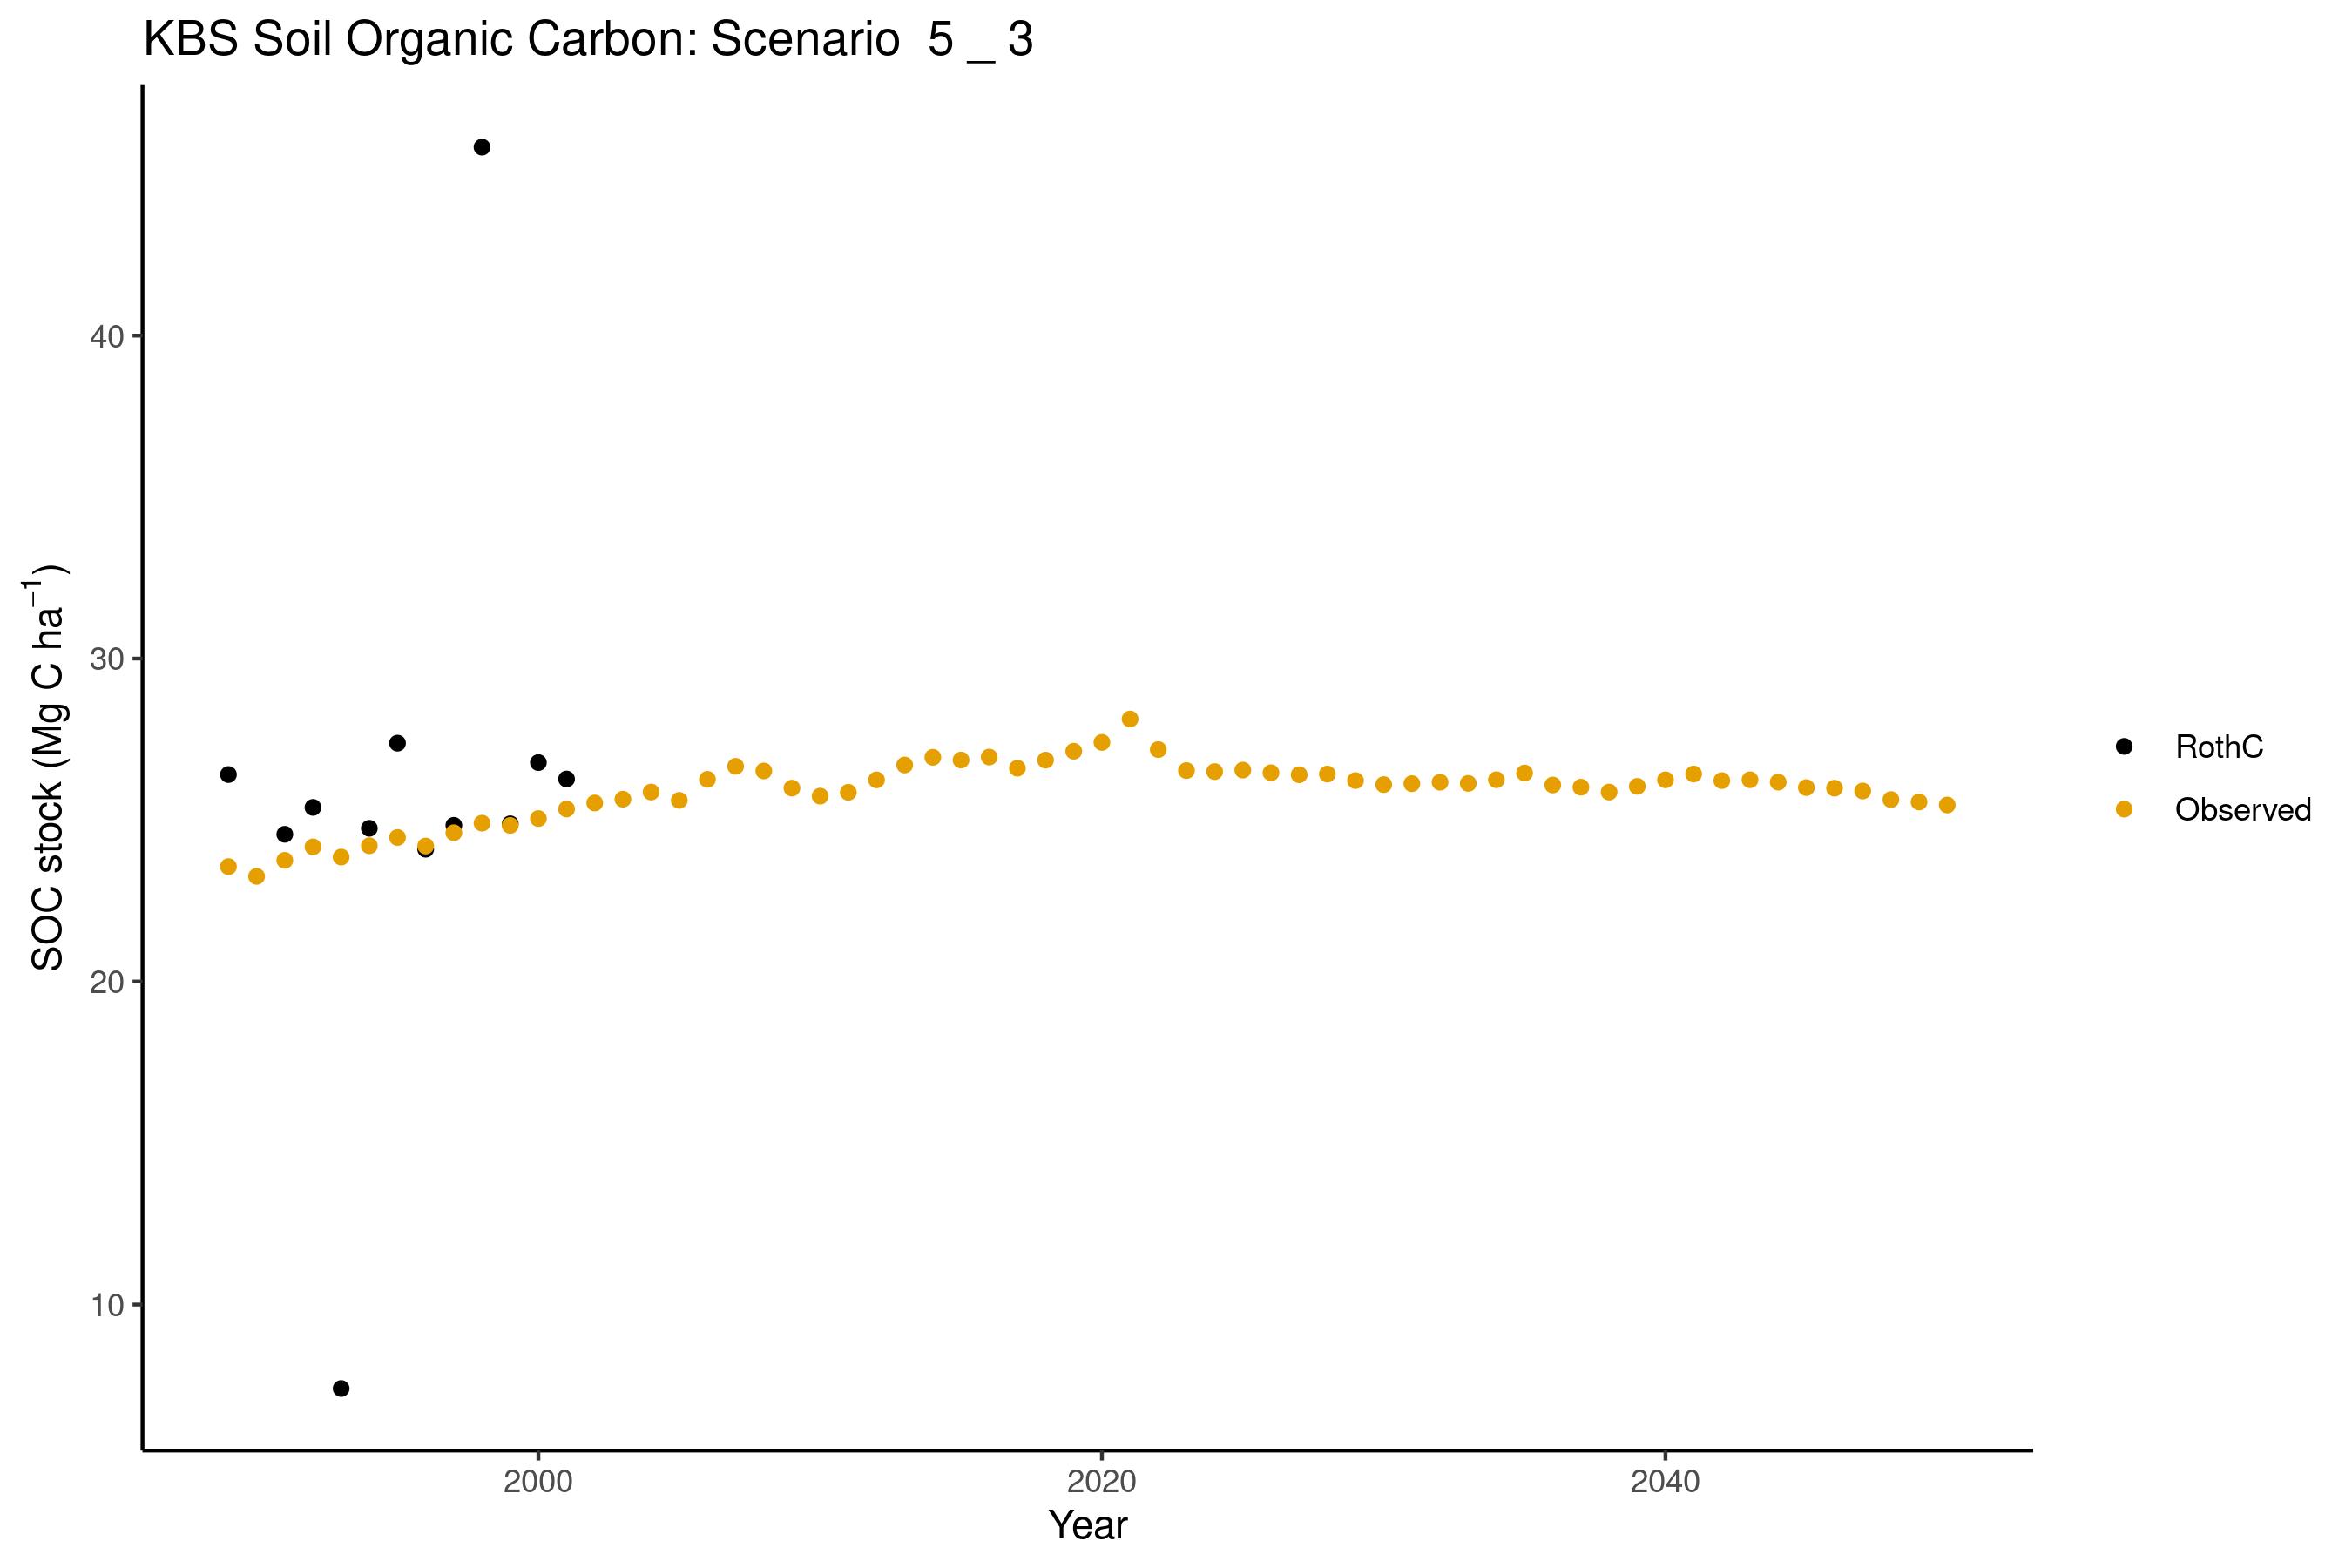 KBS Soil Organic Carbon: Scenario  5 _ 3
SOC stock (Mg C ha⁻¹)
40
30
20
10
2000
2020
2040
Year
RothC
Observed